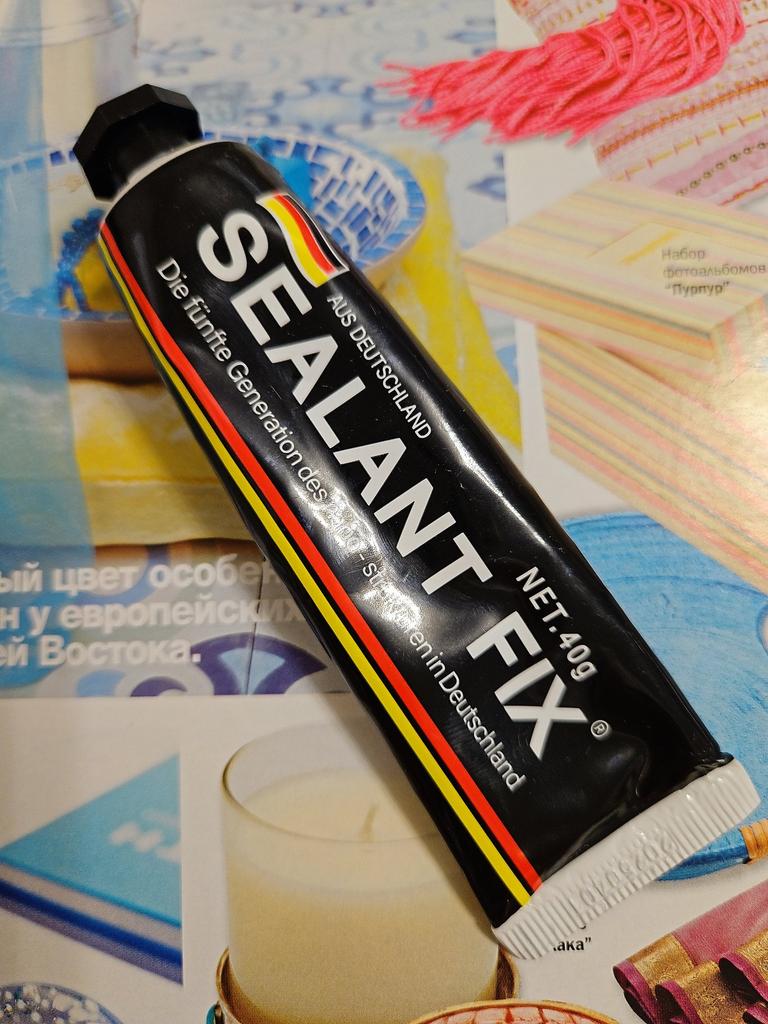 SEALANT FIX®
AUS DEUTSCHLAND
Die fünfte Generation des
in Deutschland
NET.40g
Набор
фотоальбомов
"Пурпур"
ый цвет особен
н у европейских
ей Востока.